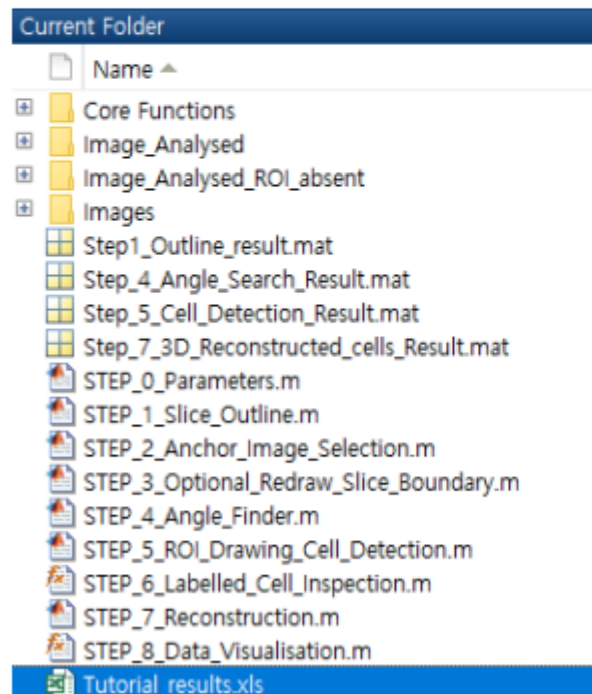 Current Folder
Name
Core Functions
Image_Analysed
Image_Analysed_ROI_absent
Images
Step1_Outline_result.mat
Step_4_Angle_Search_Result.mat
Step_5_Cell_Detection_Result.mat
Step_7_3D_Reconstructed_cells_Result.mat
STEP_0_Parameters.m
STEP_1_Slice_Outline.m
STEP_2_Anchor_Image_Selection.m
STEP_3_Optional_Redraw_Slice_Boundary.m
STEP_4_Angle_Finder.m
STEP_5_ROI_Drawing_Cell_Detection.m
STEP_6_Labelled_Cell_Inspection.m
STEP_7_Reconstruction.m
STEP_8_Data_Visualisation.m
Tutorial_results.xls